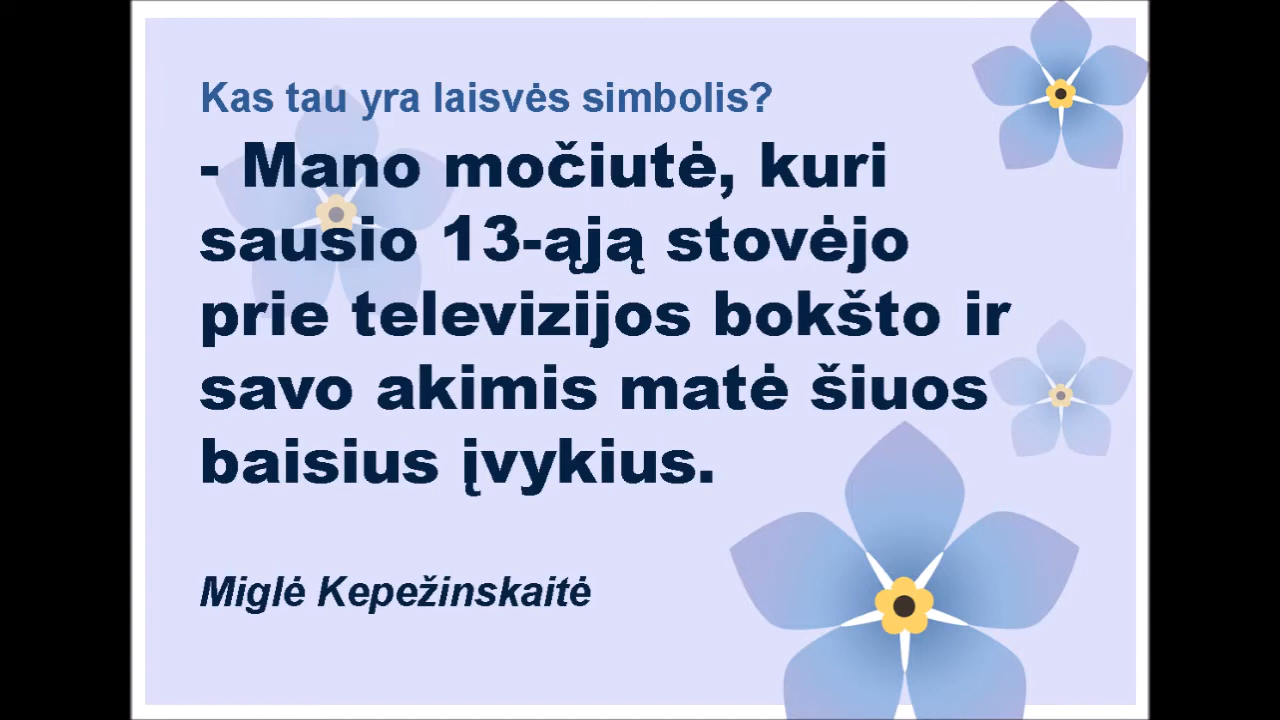 Kas tau yra laisvės simbolis?
- Mano močiutė, kuri
sausio 13-ąją stovėjo
prie televizijos bokšto ir
savo akimis matė šiuos
baisius įvykius.
Miglė Kepežinskaitė